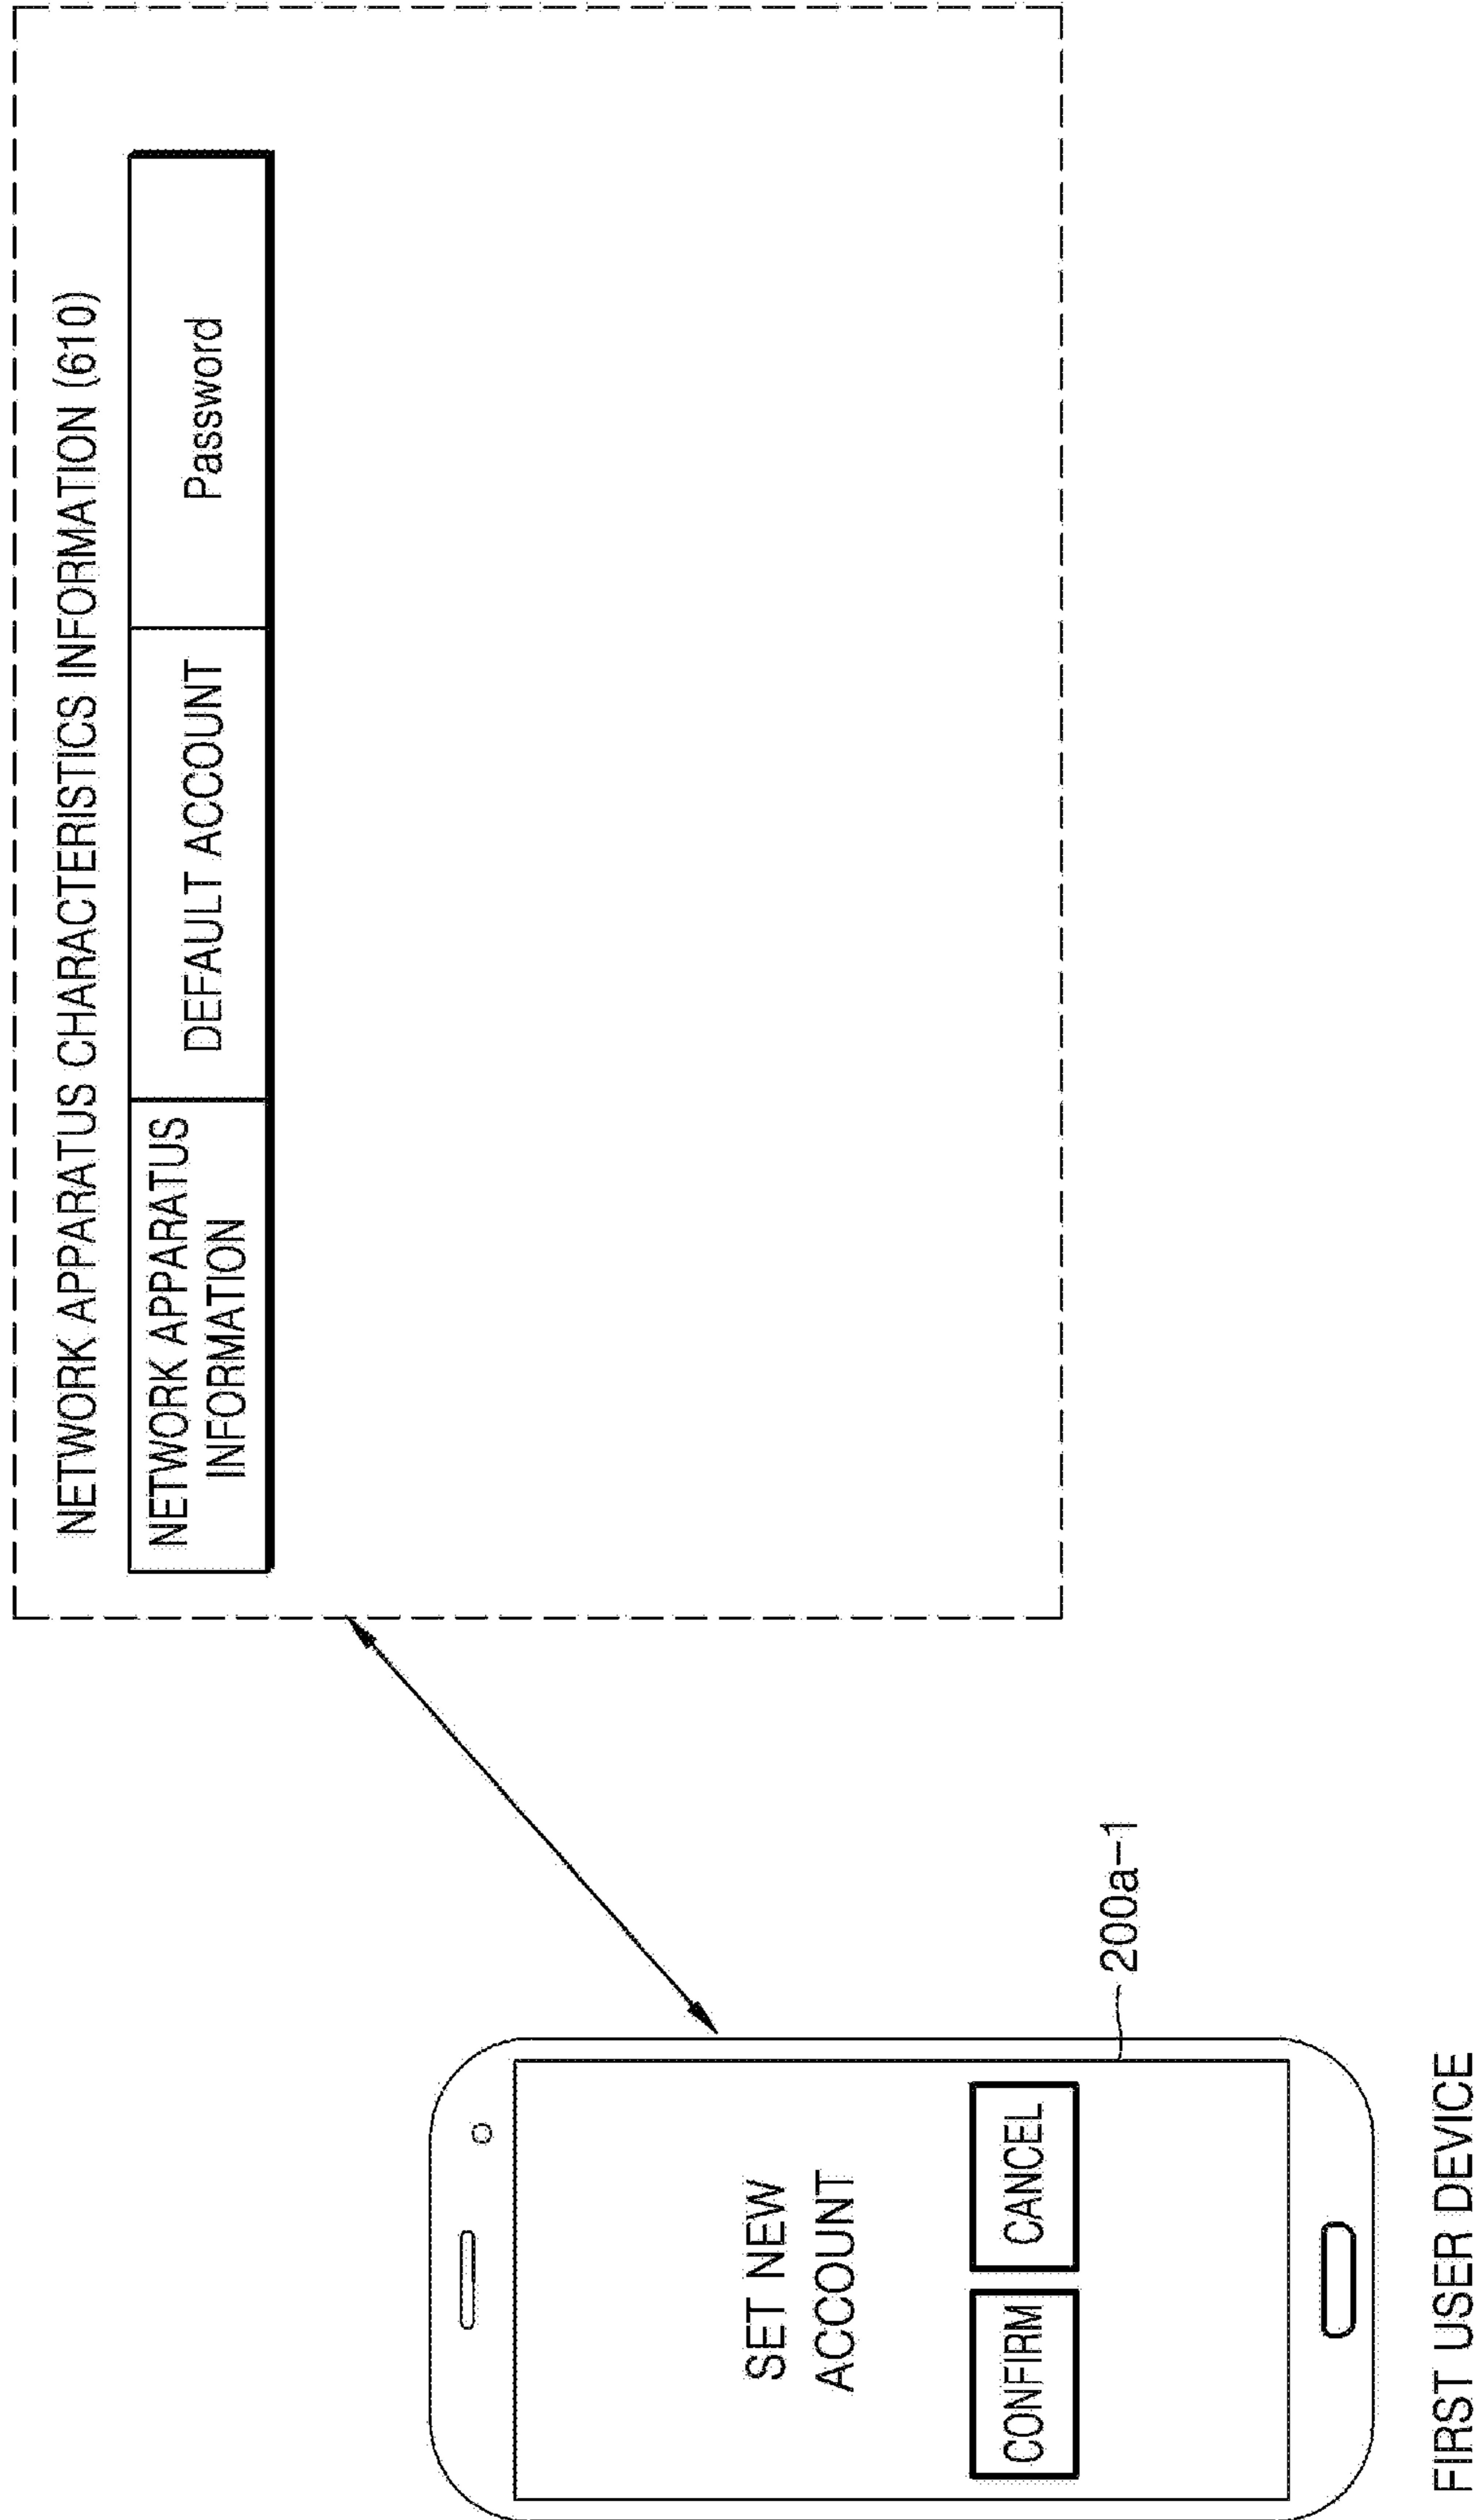 NETWORK APPARATUS CHARACTERISTICS INFORMATION (610)
NETWORK APPARATUS
INFORMATION
DEFAULT ACCOUNT
Password
SET NEW
ACCOUNT
CONFIRM
CANCEL
200a-1
FIRST USER DEVICE